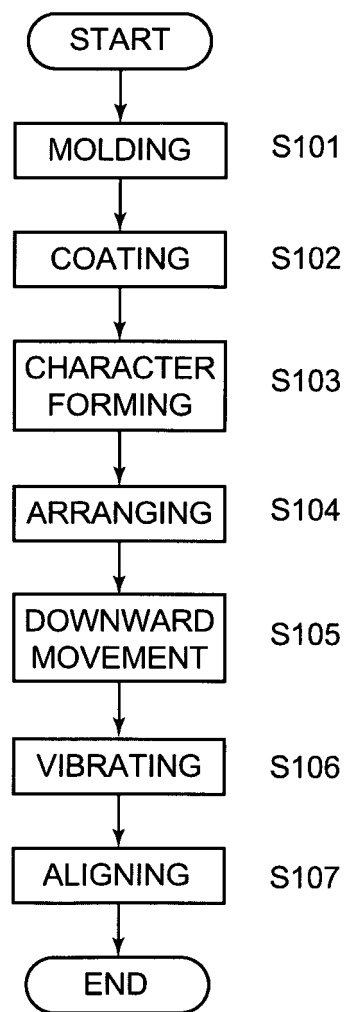 START
MOLDING S101
COATING S102
CHARACTER
FORMING S103
ARRANGING S104
DOWNWARD
MOVEMENT S105
VIBRATING S106
ALIGNING S107
END